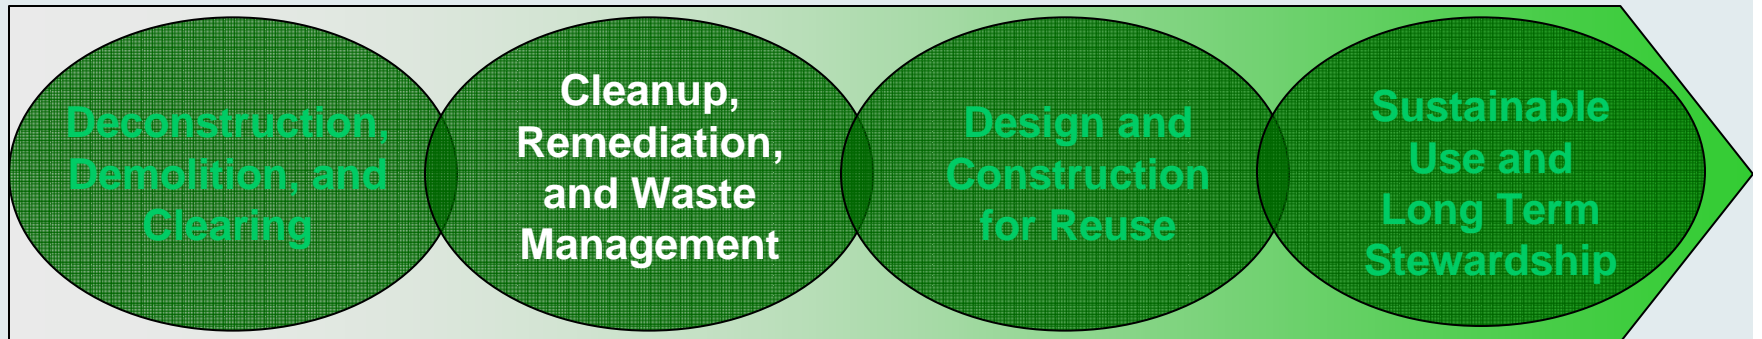 Deconstruction,
Demolition, and
Clearing
Cleanup,
Remediation,
and Waste
Management
Design and
Construction
for Reuse
Sustainable
Use and
Long Term
Stewardship